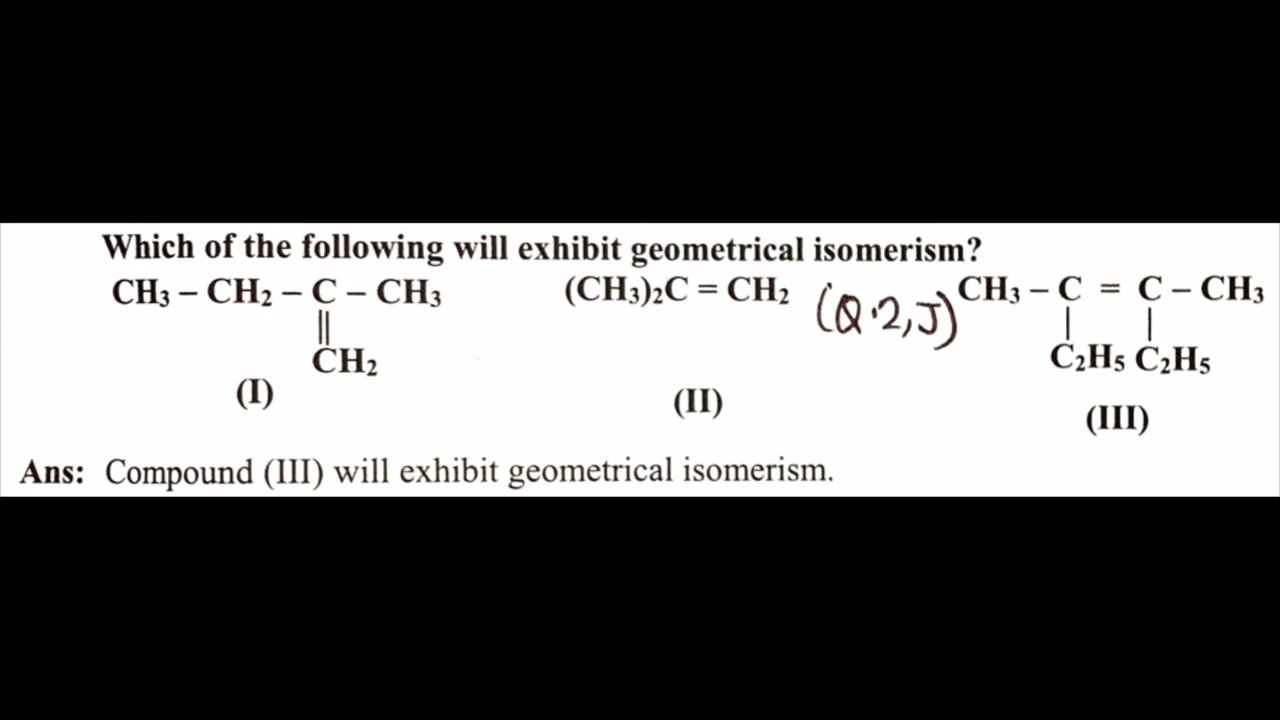 Which of the following will exhibit geometrical isomerism?
CH₃ – CH₂ – C – CH₃ (CH₃)₂C = CH₂ (Q.2,J) CH₃ – C = C – CH₃
|| | |
CH₂ C₂H₅ C₂H₅
(I) (II) (III)
Ans: Compound (III) will exhibit geometrical isomerism.